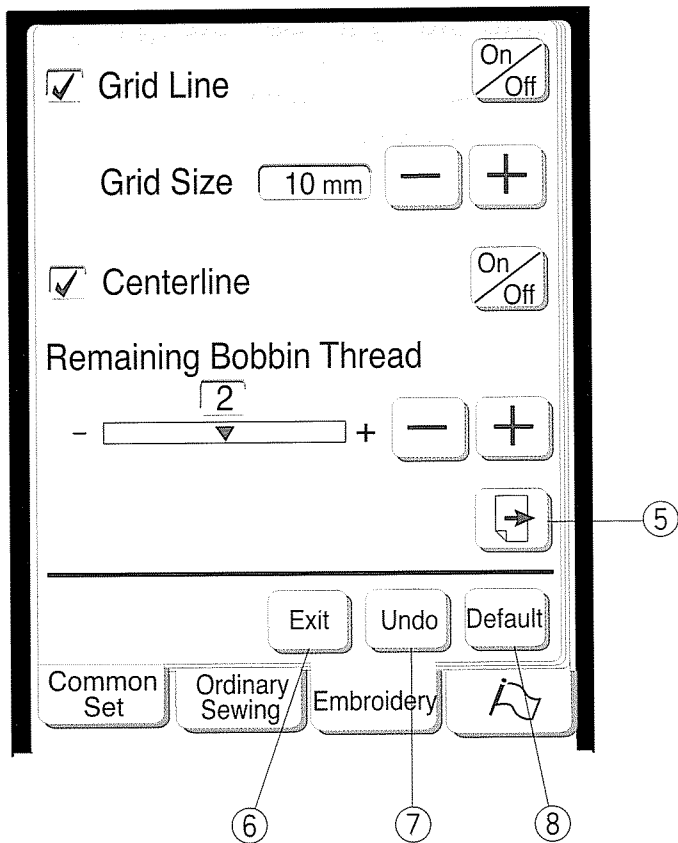 On
Off
Grid Line
Grid Size 10 mm − +
On
Off
Centerline
Remaining Bobbin Thread
2
- + − +
⑤
Exit Undo Default
Common Set
Ordinary Sewing
Embroidery
⑥ ⑦ ⑧